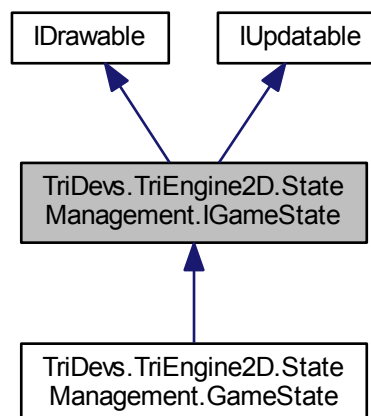 IDrawable
IUpdatable
TriDevs.TriEngine2D.State
Management.IGameState
TriDevs.TriEngine2D.State
Management.GameState